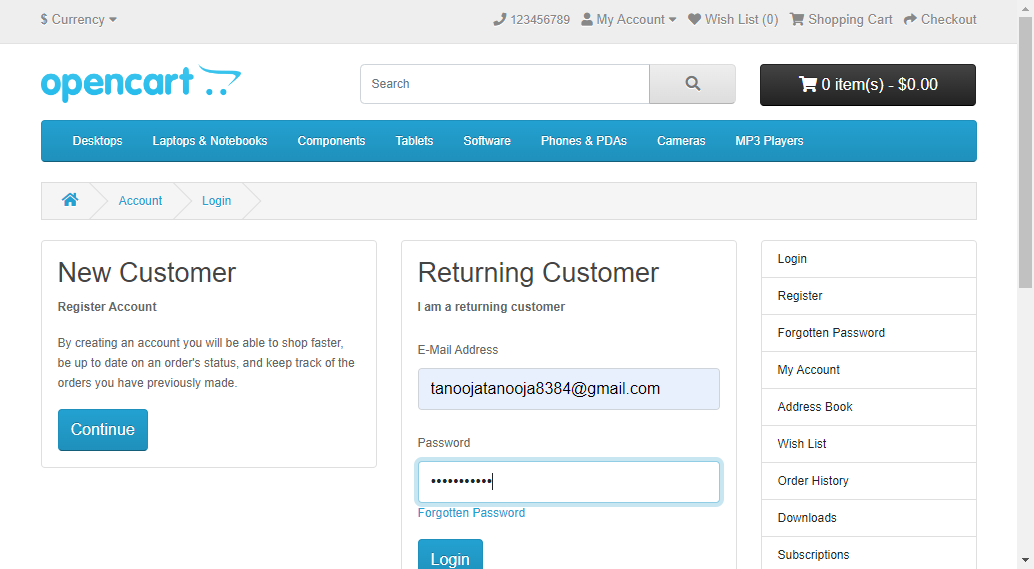 $ Currency
123456789 My Account Wish List (0) Shopping Cart Checkout
opencart
Search
0 item(s) - $0.00
Desktops Laptops & Notebooks Components Tablets Software Phones & PDAs Cameras MP3 Players
Account Login
New Customer
Register Account
By creating an account you will be able to shop faster,
be up to date on an order's status, and keep track of the
orders you have previously made.
Continue
Returning Customer
I am a returning customer
E-Mail Address
tanoojatanooja8384@gmail.com
Password
•••••••••••
Forgotten Password
Login
Login
Register
Forgotten Password
My Account
Address Book
Wish List
Order History
Downloads
Subscriptions